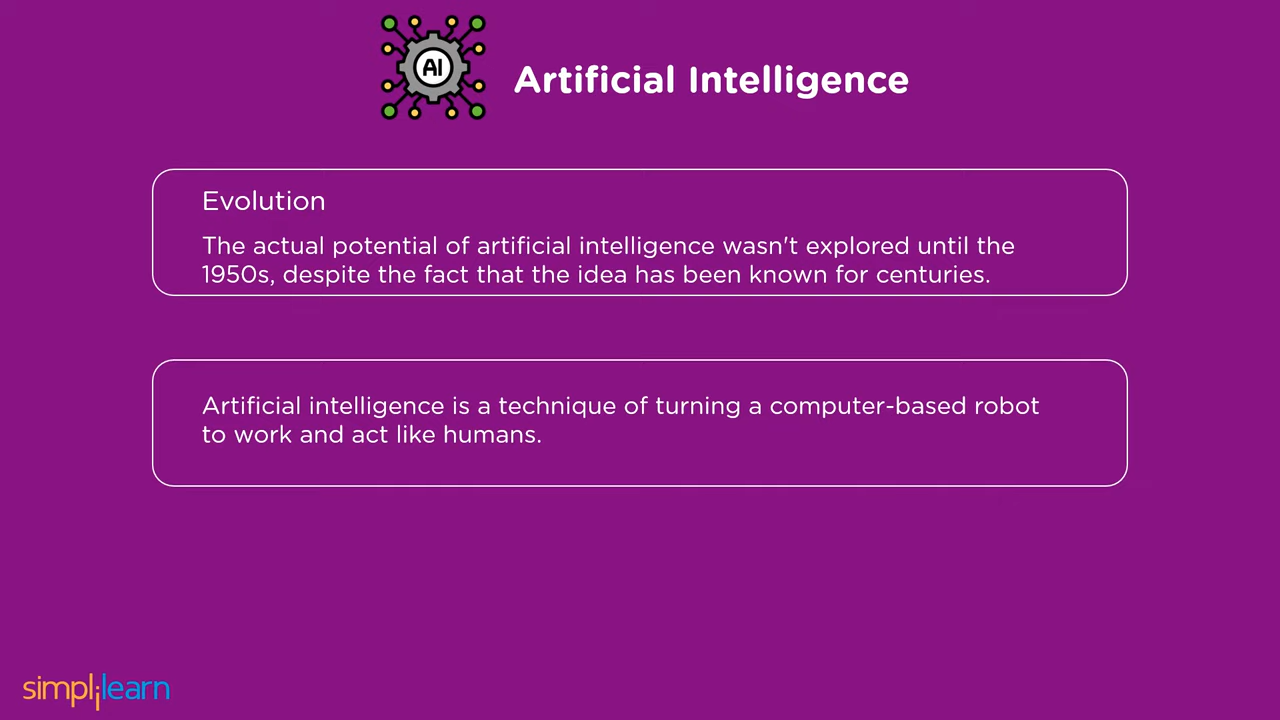 AI
Artificial Intelligence
Evolution
The actual potential of artificial intelligence wasn't explored until the
1950s, despite the fact that the idea has been known for centuries.
Artificial intelligence is a technique of turning a computer-based robot
to work and act like humans.
simplilearn